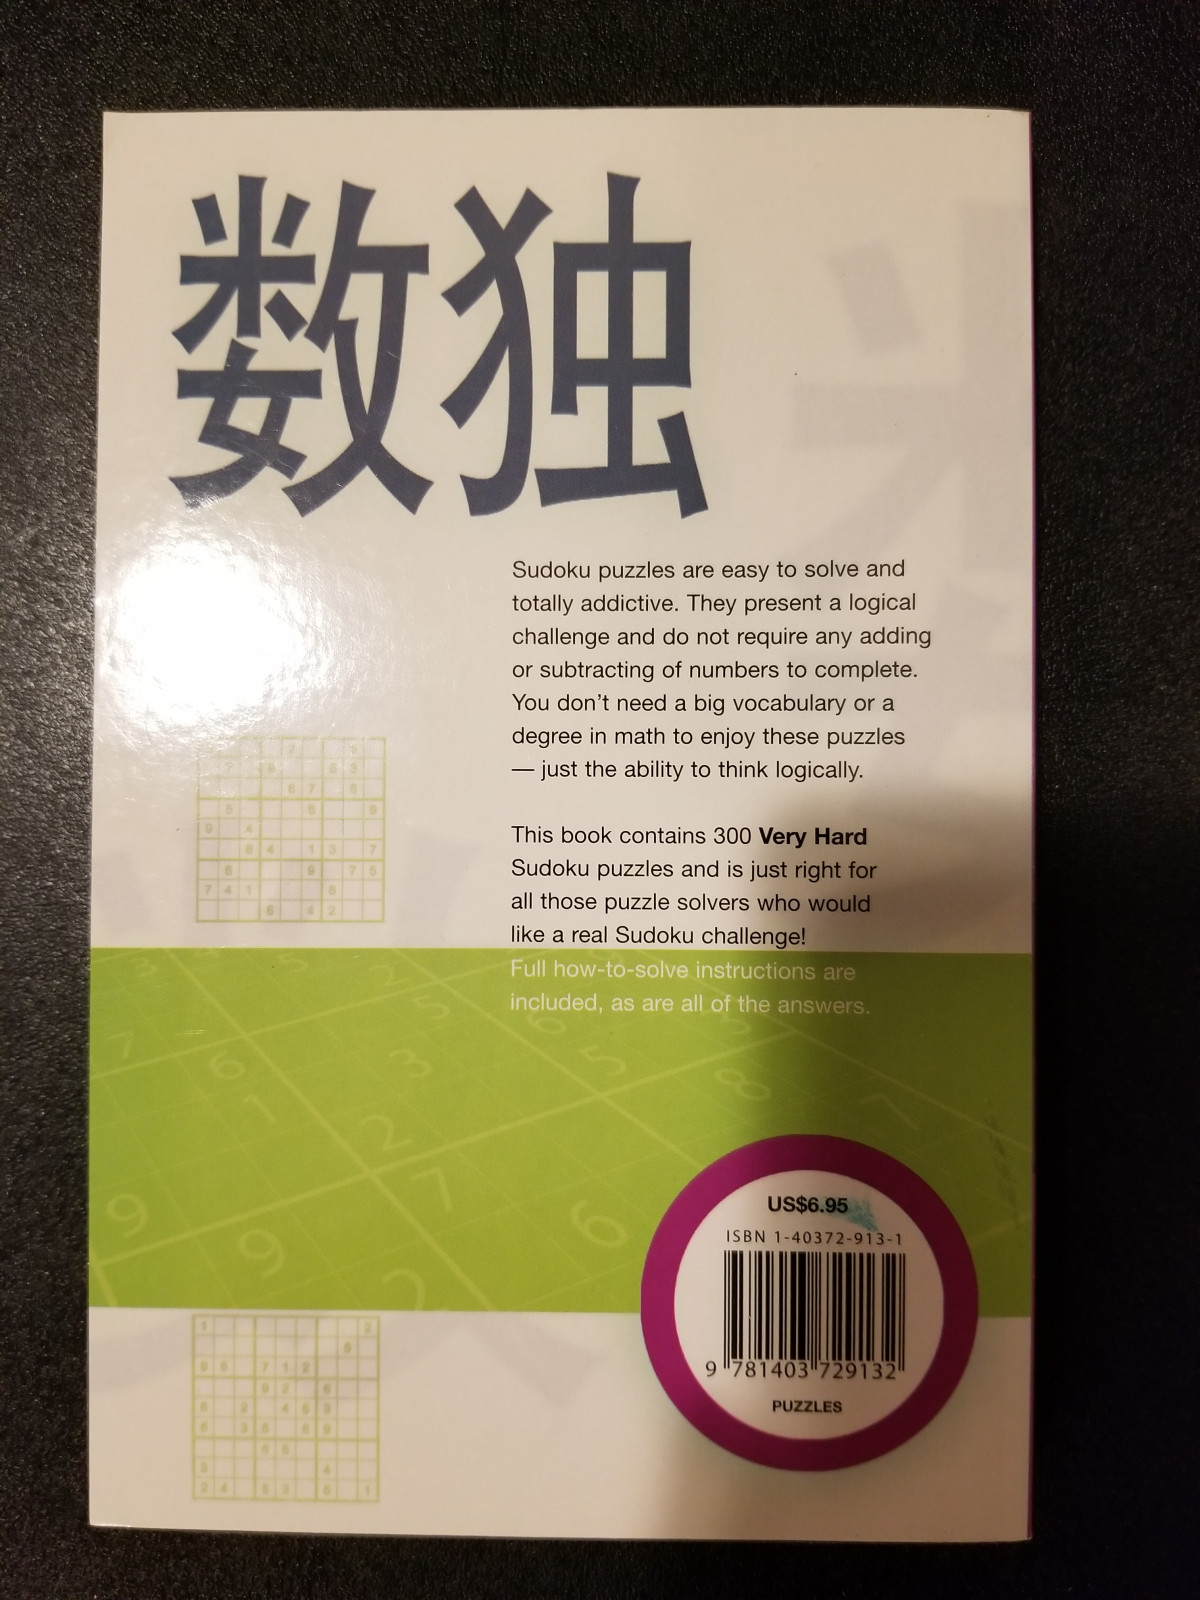 数独
Sudoku puzzles are easy to solve and
totally addictive. They present a logical
challenge and do not require any adding
or subtracting of numbers to complete.
You don’t need a big vocabulary or a
degree in math to enjoy these puzzles
— just the ability to think logically.
This book contains 300 Very Hard
Sudoku puzzles and is just right for
all those puzzle solvers who would
like a real Sudoku challenge!
Full how-to-solve instructions are
included, as are all of the answers.
US$6.95
ISBN 1-40372-913-1
9 781403 729132
PUZZLES